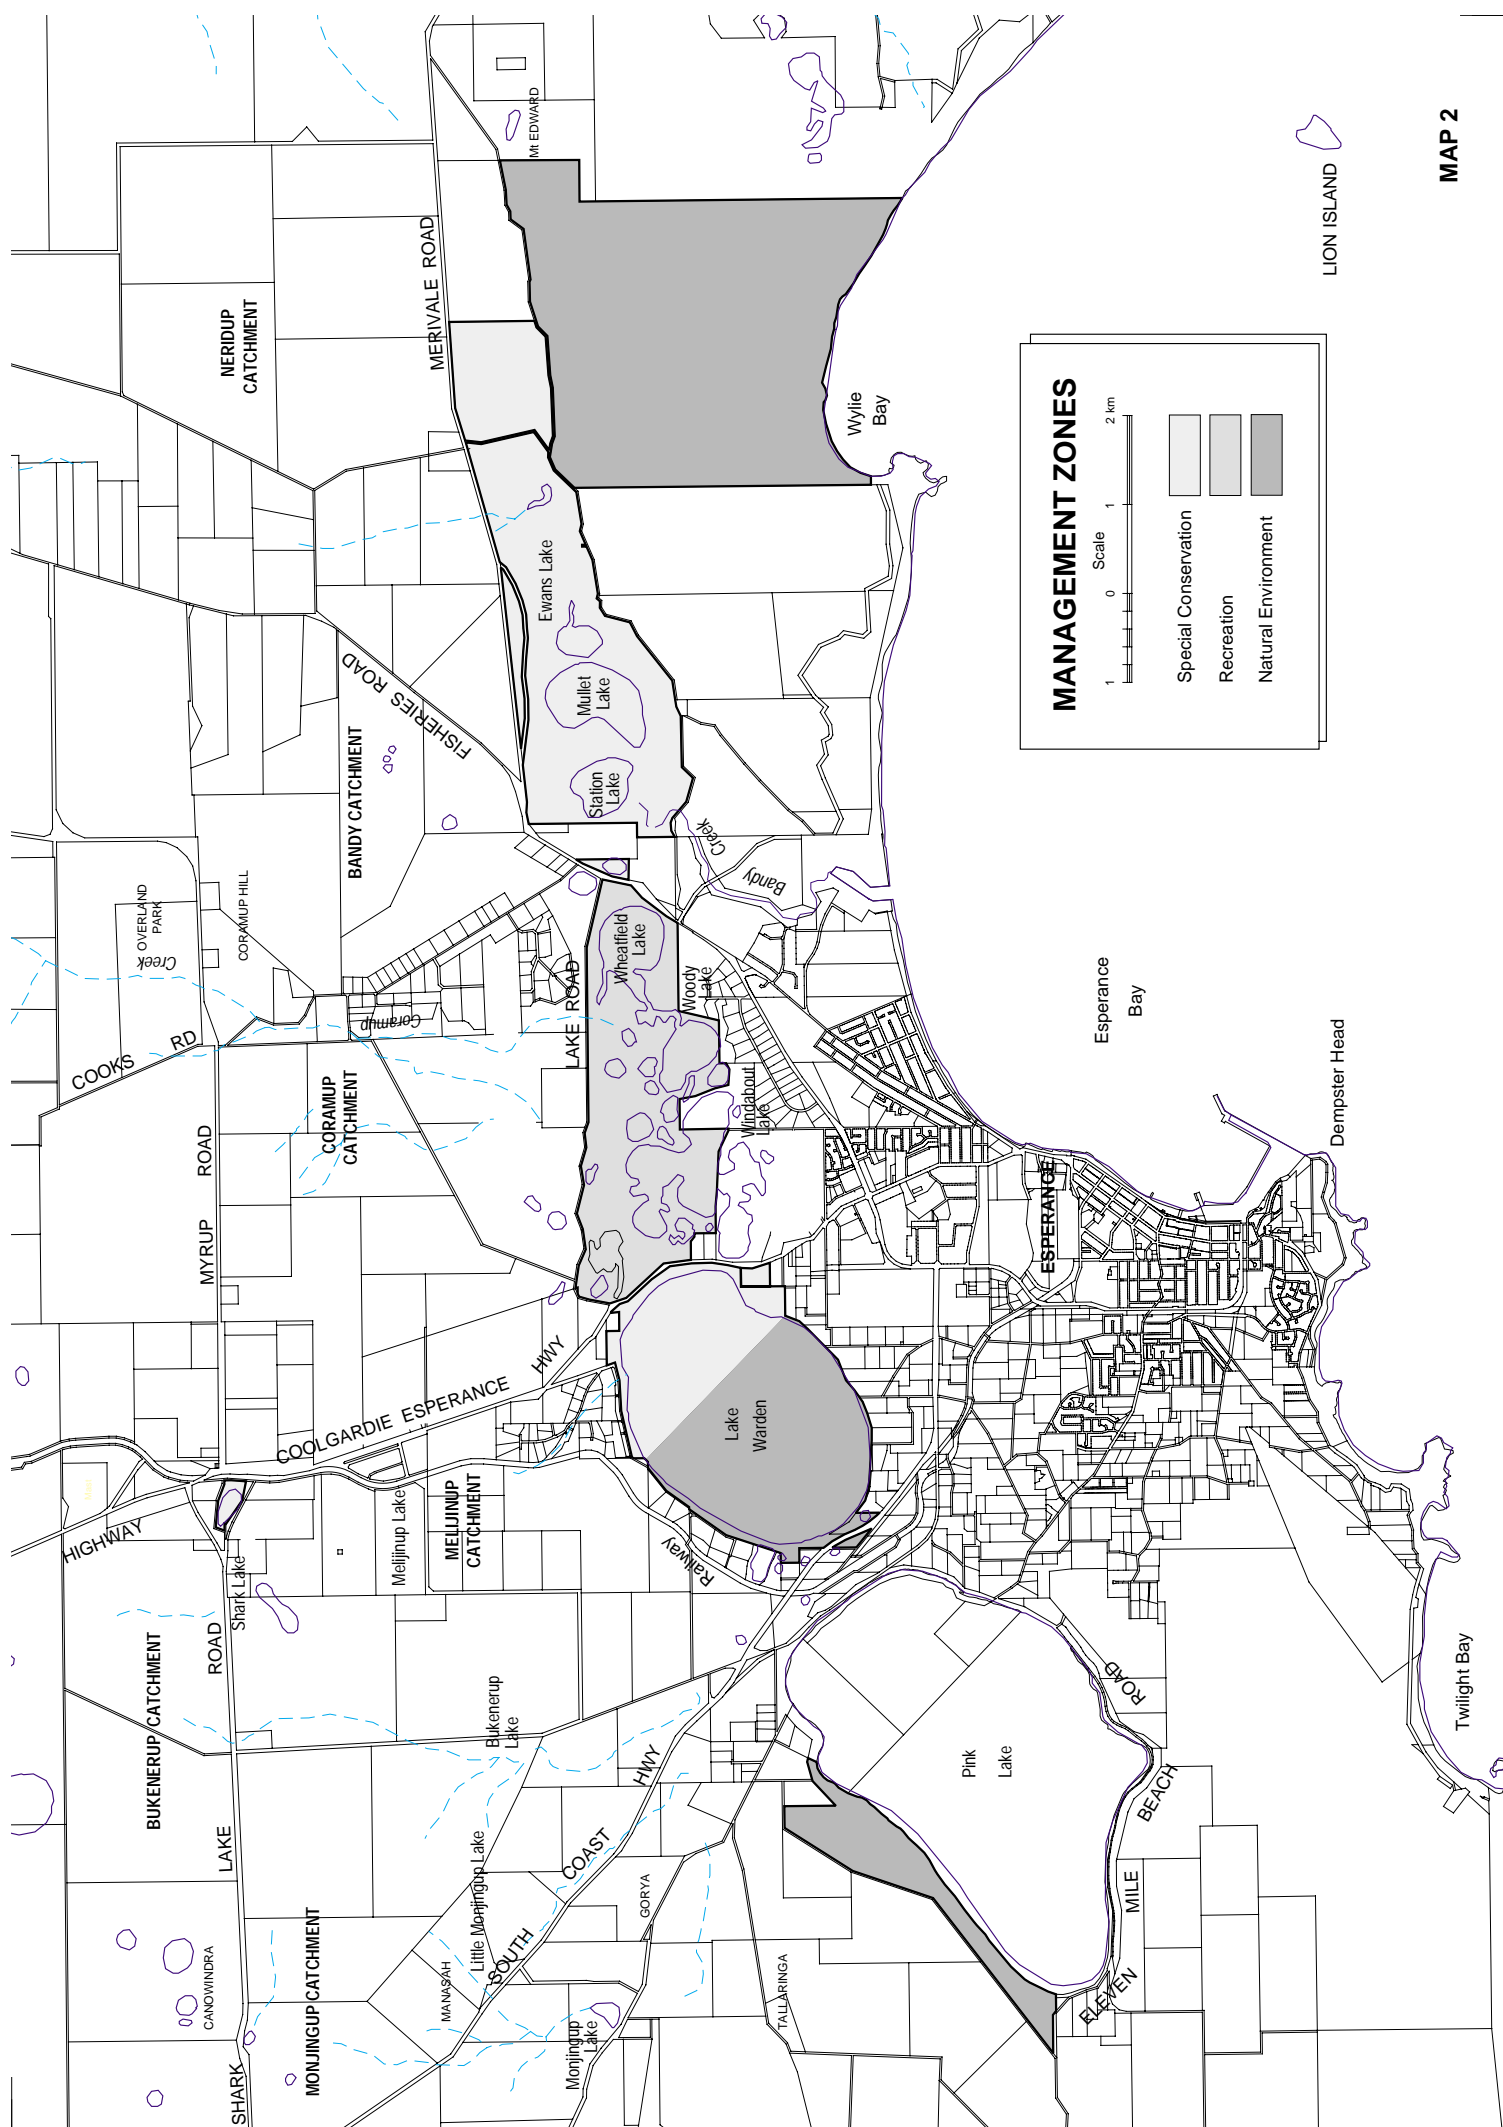 SHARK
LAKE
ROAD
HIGHWAY
MYRUP
ROAD
COOKS
RD
OVERLAND
PARK
Creek
CORAMUP HILL
Coramup
NERIDUP
CATCHMENT
MERIVALE ROAD
Mt EDWARD
FISHERIES ROAD
BANDY CATCHMENT
CORAMUP
CATCHMENT
LAKE ROAD
COOLGARDIE ESPERANCE
HWY
MELIJINUP
CATCHMENT
Melijinup Lake
Shark Lake
BUKENERUP CATCHMENT
Bukenerup
Lake
MONJINGUP CATCHMENT
CANOWINDRA
MANASAH
Little Monjingup Lake
Monjingup
Lake
SOUTH
COAST
HWY
GORYA
TALLARINGA
Railway
Lake
Warden
Wheatfield
Lake
Woody
Lake
Windabout
Lake
Station
Lake
Mullet
Lake
Ewans Lake
Bandy
Creek
Wylie
Bay
Pink
Lake
ELEVEN
MILE
BEACH
ROAD
ESPERANCE
Esperance
Bay
Dempster Head
Twilight Bay
LION ISLAND
MANAGEMENT ZONES
1
0
Scale
1
2 km
Special Conservation
Recreation
Natural Environment
MAP 2